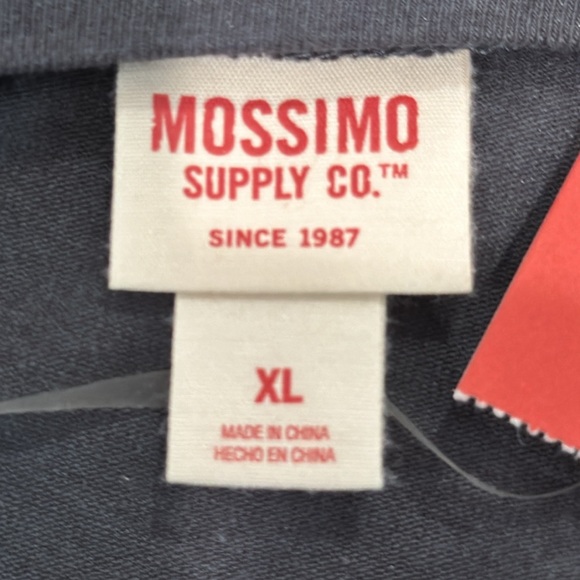 MOSSIMO
SUPPLY CO.™
SINCE 1987
XL
MADE IN CHINA
HECHO EN CHINA